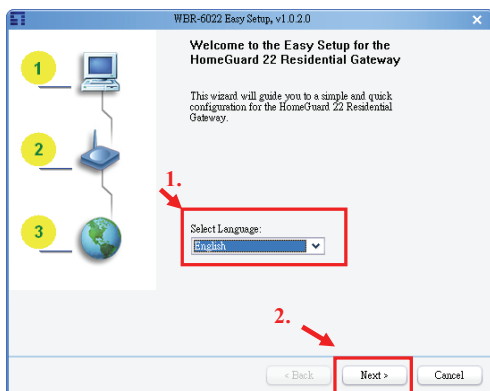 WBR-6022 Easy Setup, v1.0.2.0
Welcome to the Easy Setup for the
HomeGuard 22 Residential Gateway
This wizard will guide you to a simple and quick
configuration for the HomeGuard 22 Residential
Gateway.
1
2
3
1.
Select Language:
English
2.
< Back
Next >
Cancel